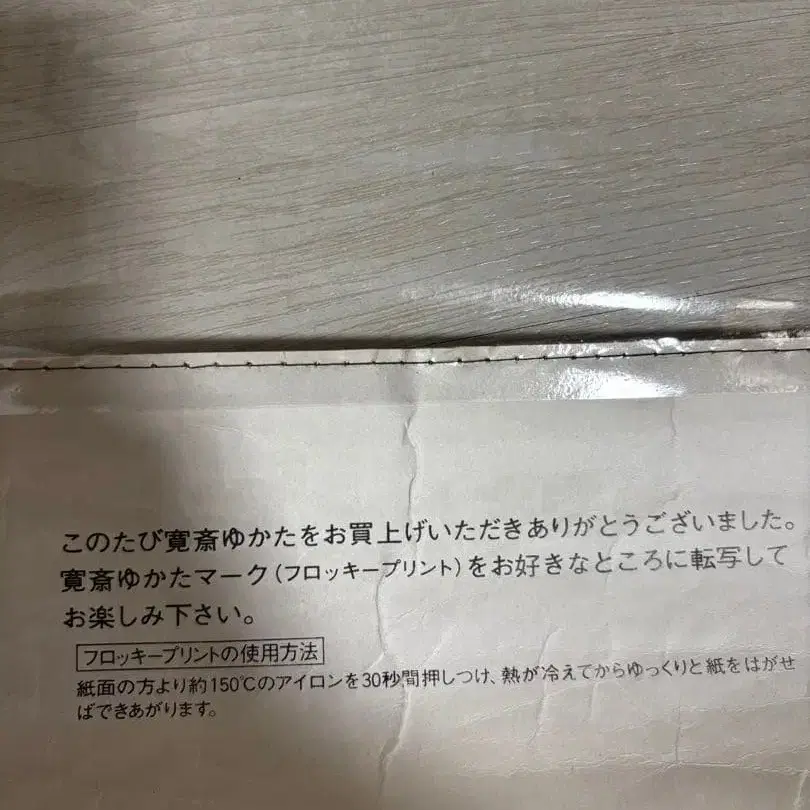 このたび寛斎ゆかたをお買上げいただきありがとうございました。
寛斎ゆかたマーク（フロッキープリント）をお好きなところに転写して
お楽しみ下さい。
フロッキープリントの使用方法
紙面の方より約150℃のアイロンを30秒間押しつけ、熱が冷えてからゆっくりと紙をはがせ
ばできあがります。